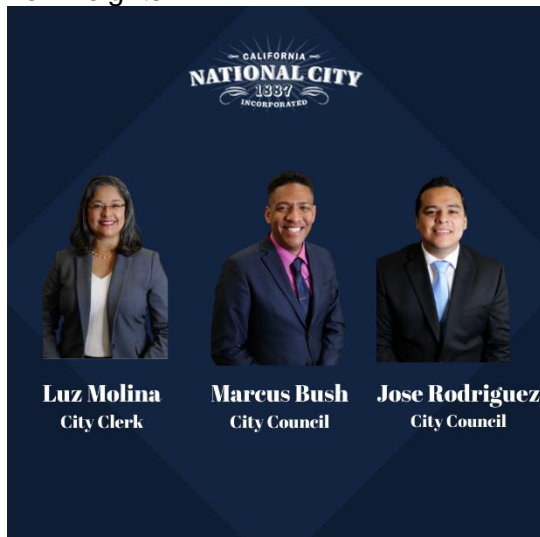 CALIFORNIA
NATIONAL CITY
1887
INCORPORATED
Luz Molina
Marcus Bush
Jose Rodriguez
City Clerk
City Council
City Council